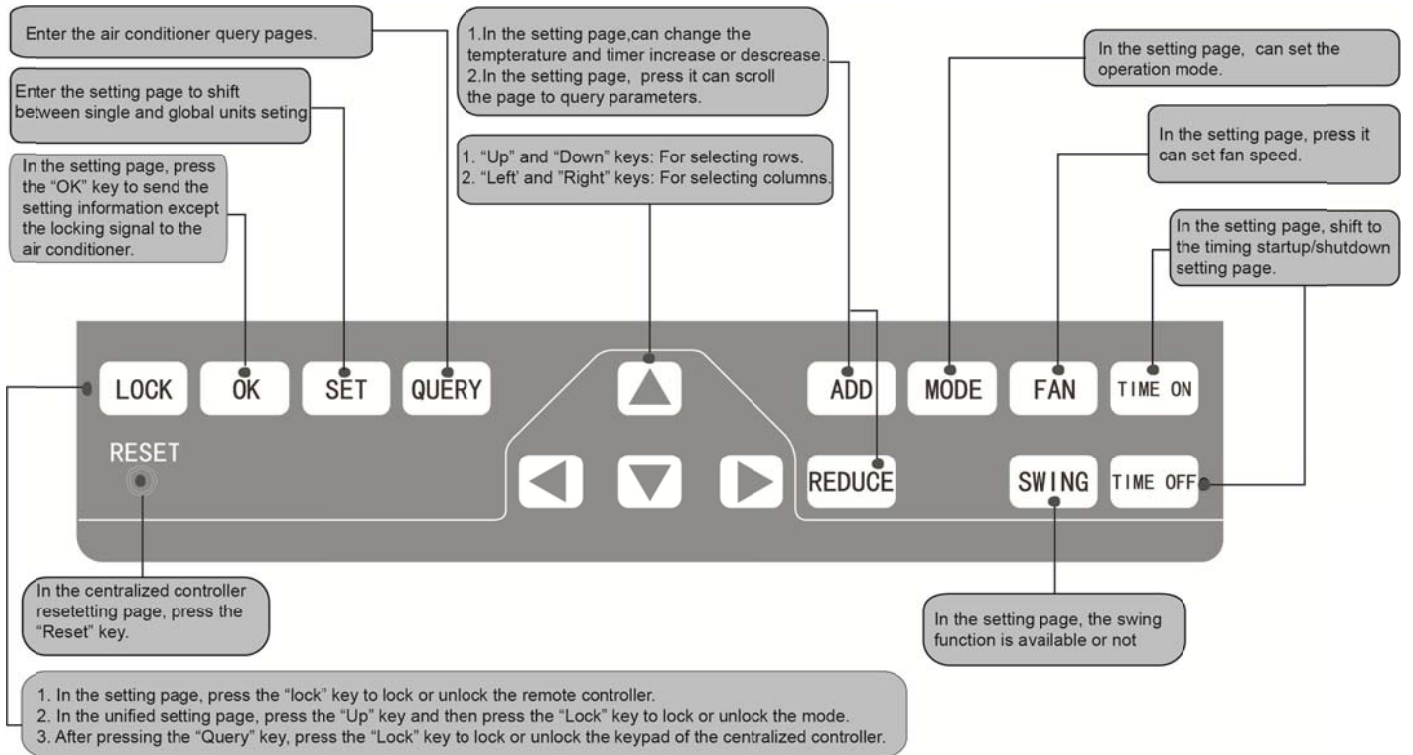 Enter the air conditioner query pages.
Enter the setting page to shift
between single and global units seting
In the setting page, press
the “OK” key to send the
setting information except
the locking signal to the
air conditioner.
1.In the setting page,can change the
tempterature and timer increase or descrease.
2.In the setting page, press it can scroll
the page to query parameters.
1. “Up” and “Down” keys: For selecting rows.
2. “Left’ and ”Right” keys: For selecting columns.
In the setting page, can set the
operation mode.
In the setting page, press it
can set fan speed.
In the setting page, shift to
the timing startup/shutdown
setting page.
LOCK
OK
SET
QUERY
ADD
MODE
FAN
TIME ON
RESET
REDUCE
SWING
TIME OFF
In the centralized controller
resetetting page, press the
“Reset” key.
In the setting page, the swing
function is available or not
1. In the setting page, press the “lock” key to lock or unlock the remote controller.
2. In the unified setting page, press the “Up” key and then press the “Lock” key to lock or unlock the mode.
3. After pressing the “Query” key, press the “Lock” key to lock or unlock the keypad of the centralized controller.